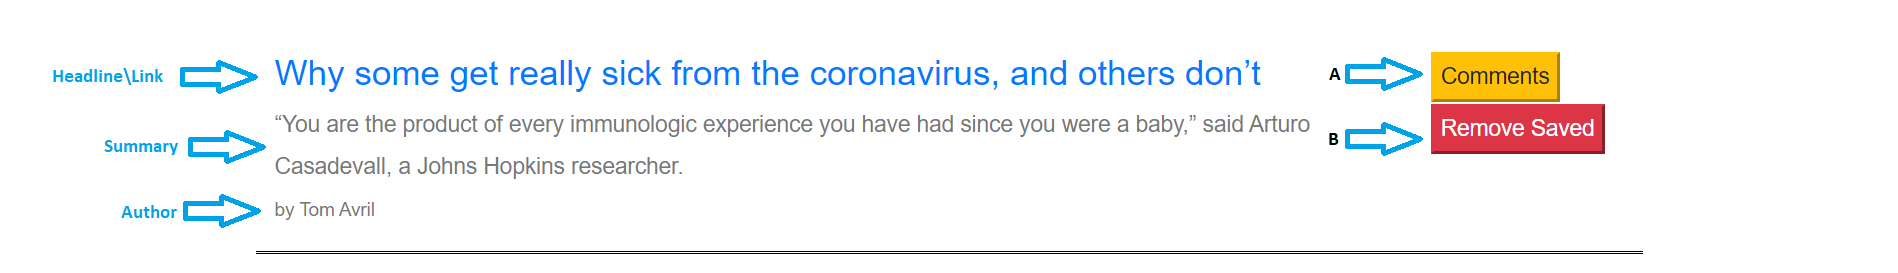 Headline\Link
Why some get really sick from the coronavirus, and others don’t
A
Comments
Summary
“You are the product of every immunologic experience you have had since you were a baby,” said Arturo
Casadevall, a Johns Hopkins researcher.
B
Remove Saved
Author
by Tom Avril